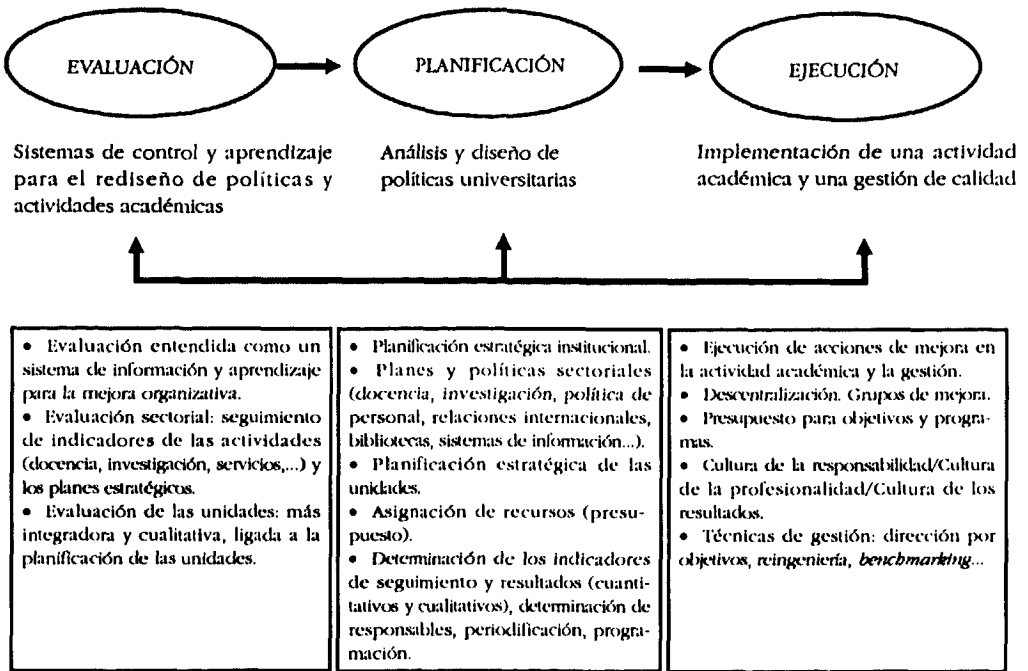 EVALUACIÓN
PLANIFICACIÓN
EJECUCIÓN
Sistemas de control y aprendizaje
para el rediseño de políticas y
actividades académicas
Análisis y diseño de
políticas universitarias
Implementación de una actividad
académica y una gestión de calidad
• Evaluación entendida como un
sistema de información y aprendizaje
para la mejora organizativa.
• Evaluación sectorial: seguimiento
de indicadores de las actividades
(docencia, investigación, servicios,...) y
los planes estratégicos.
• Evaluación de las unidades: más
integradora y cualitativa, ligada a la
planificación de las unidades.
• Planificación estratégica institucional.
• Planes y políticas sectoriales
(docencia, investigación, política de
personal, relaciones internacionales,
bibliotecas, sistemas de información...).
• Planificación estratégica de las
unidades.
• Asignación de recursos (presu-
puesto).
• Determinación de los indicadores
de seguimiento y resultados (cuanti-
tativos y cualitativos), determinación de
responsables, periodificación, progra-
mación.
• Ejecución de acciones de mejora en
la actividad académica y la gestión.
• Descentralización. Grupos de mejora.
• Presupuesto para objetivos y progra-
mas.
• Cultura de la responsabilidad/Cultura
de la profesionalidad/Cultura de los
resultados.
• Técnicas de gestión: dirección por
objetivos, reingeniería, benchmarking...